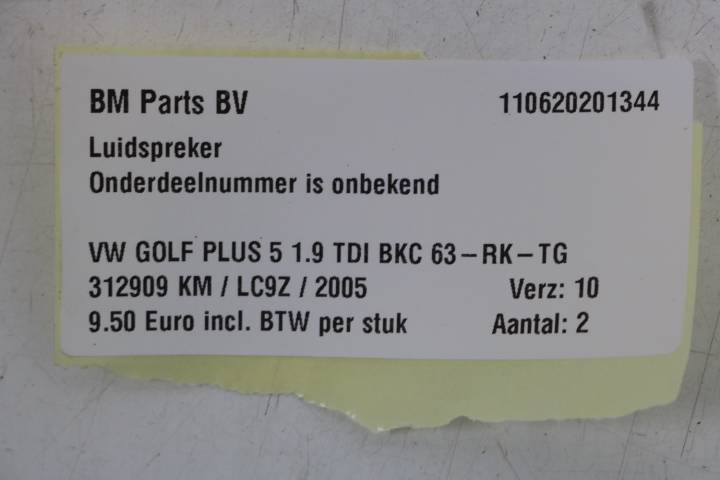 BM Parts BV 110620201344
Luidspreker
Onderdeelnummer is onbekend
VW GOLF PLUS 5 1.9 TDI BKC 63-RK-TG
312909 KM / LC9Z / 2005 Verz: 10
9.50 Euro incl. BTW per stuk Aantal: 2